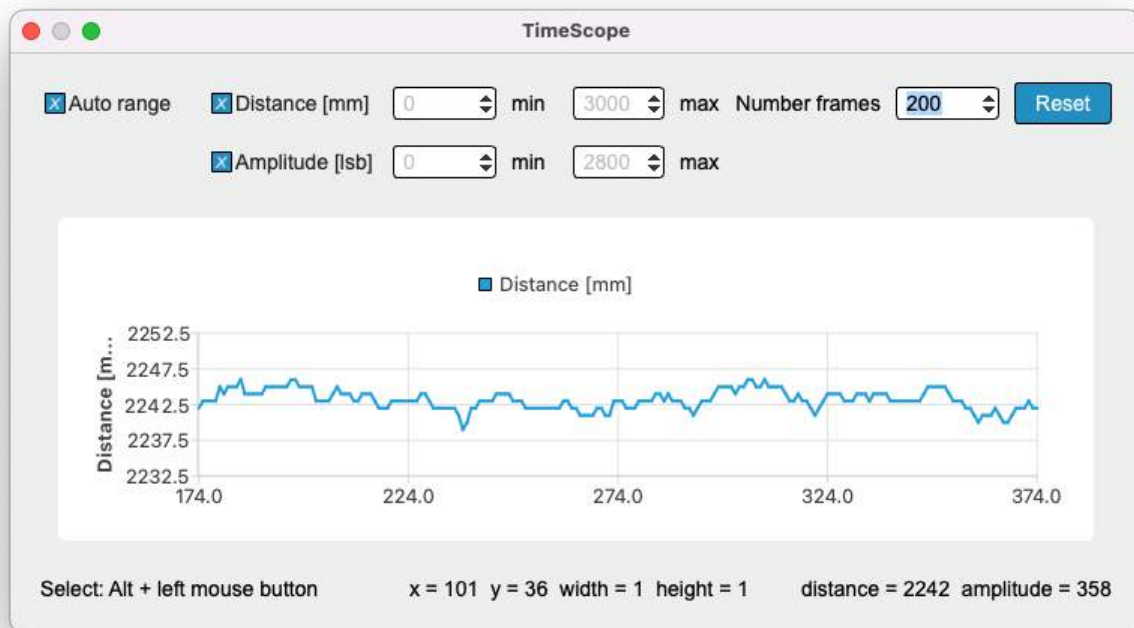 TimeScope
Auto range Distance [mm] 0 min 3000 max Number frames 200 Reset
Amplitude [lsb] 0 min 2800 max
Distance [mm]
Distance [m...
2252.5
2247.5
2242.5
2237.5
2232.5
174.0 224.0 274.0 324.0 374.0
Select: Alt + left mouse button x = 101 y = 36 width = 1 height = 1 distance = 2242 amplitude = 358